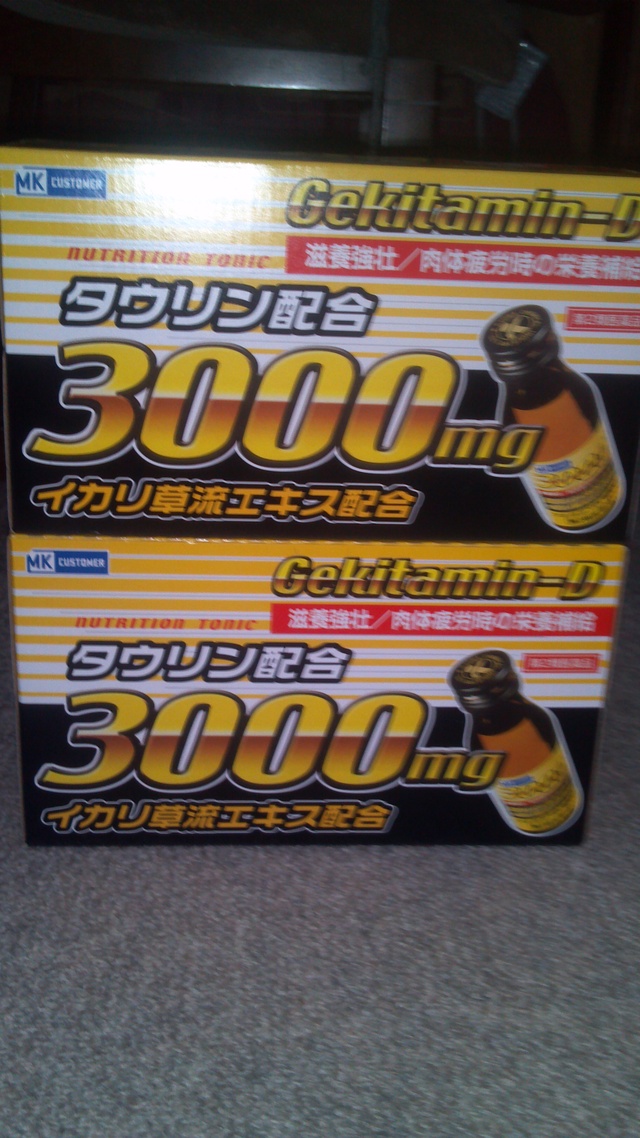 MK CUSTOMER
Gekitamin-D
NUTRITION TONIC
滋養強壮/肉体疲労時の栄養補給
タウリン配合
3000mg
イカリ草流エキス配合
MK CUSTOMER
Gekitamin-D
NUTRITION TONIC
滋養強壮/肉体疲労時の栄養補給
タウリン配合
3000mg
イカリ草流エキス配合